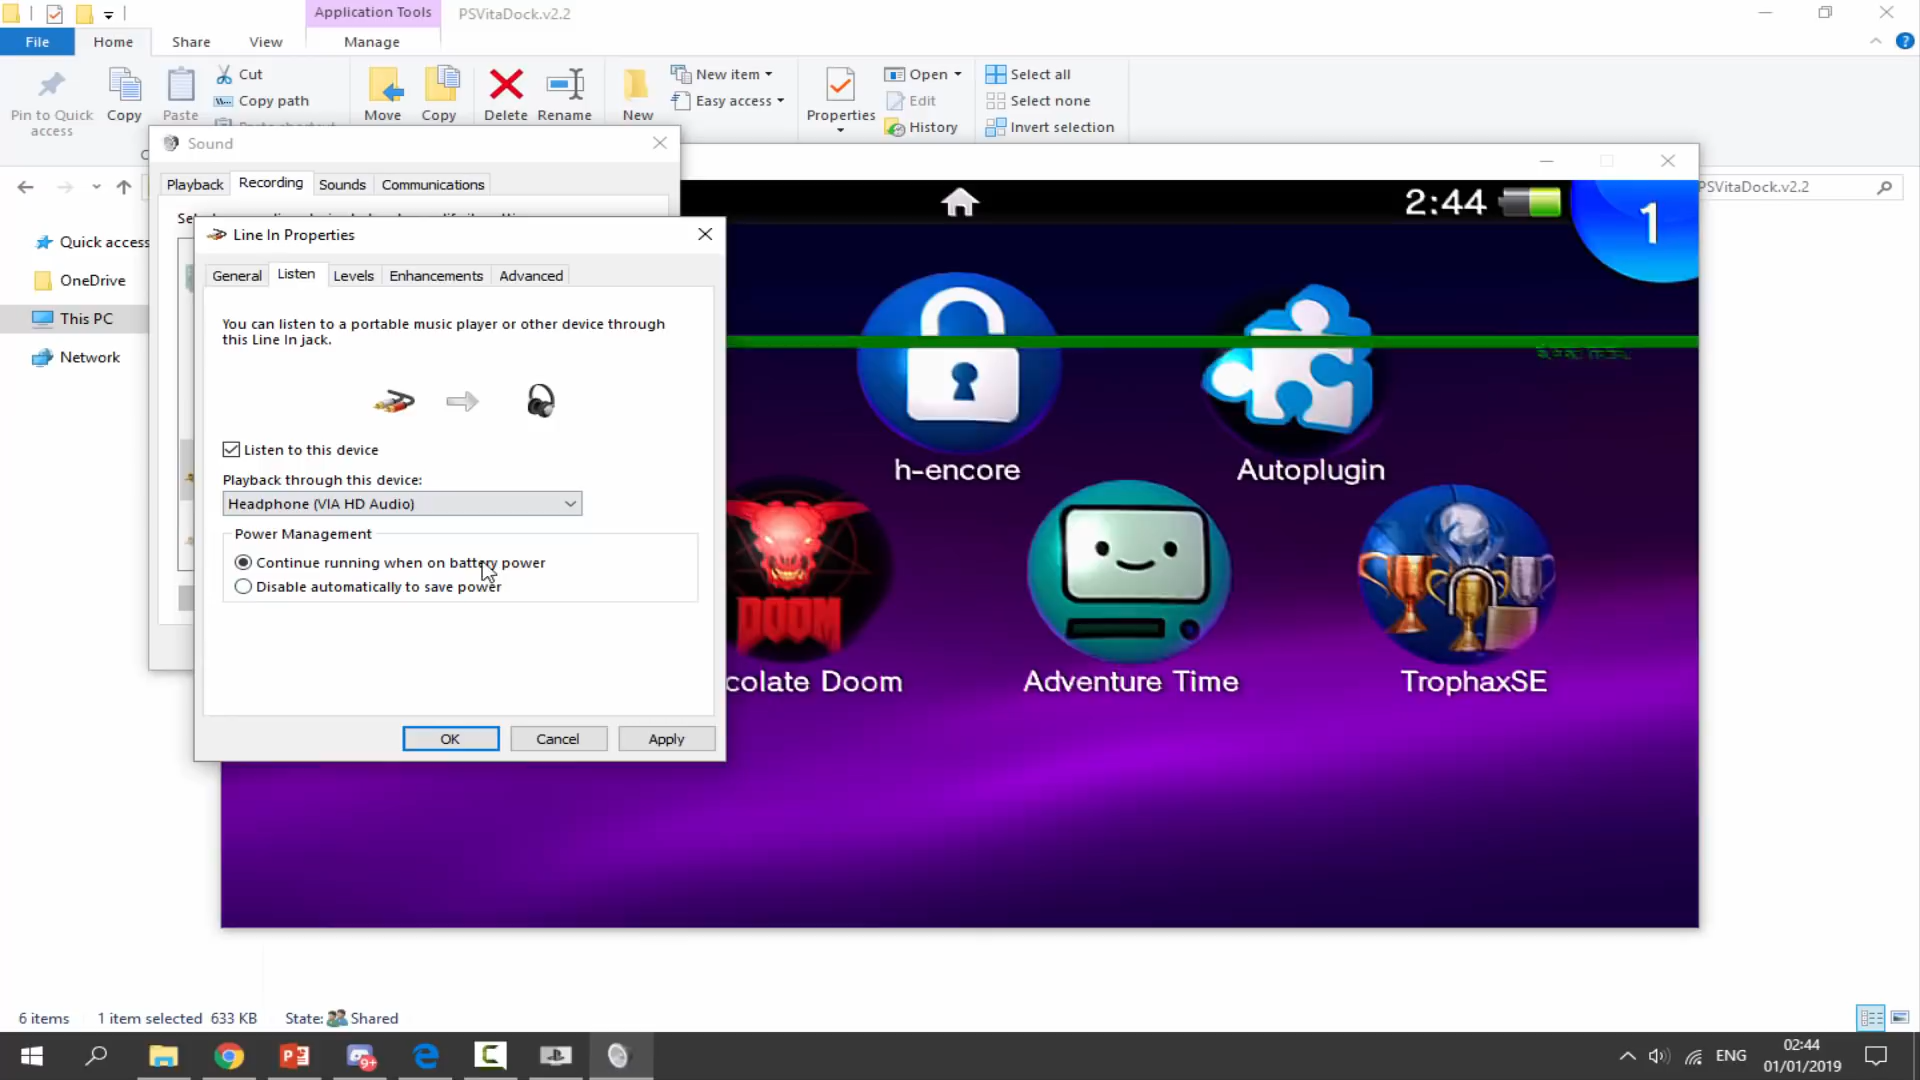 Application Tools
PSVitaDock.v2.2
File
Home
Share
View
Manage
Pin to Quick
access
Copy
Paste
Cut
Copy path
Move
Copy
Delete
Rename
New
New item
Easy access
Properties
Open
Edit
History
Select all
Select none
Invert selection
PSVitaDock.v2.2
Quick access
OneDrive
This PC
Network
Sound
Playback
Recording
Sounds
Communications
Line In Properties
General
Listen
Levels
Enhancements
Advanced
You can listen to a portable music player or other device through
this Line In jack.
Listen to this device
Playback through this device:
Headphone (VIA HD Audio)
Power Management
Continue running when on battery power
Disable automatically to save power
OK
Cancel
Apply
2:44
1
h-encore
Autoplugin
DOOM
colate Doom
Adventure Time
TrophaxSE
6 items
1 item selected 633 KB
State: Shared
9+
ENG
02:44
01/01/2019